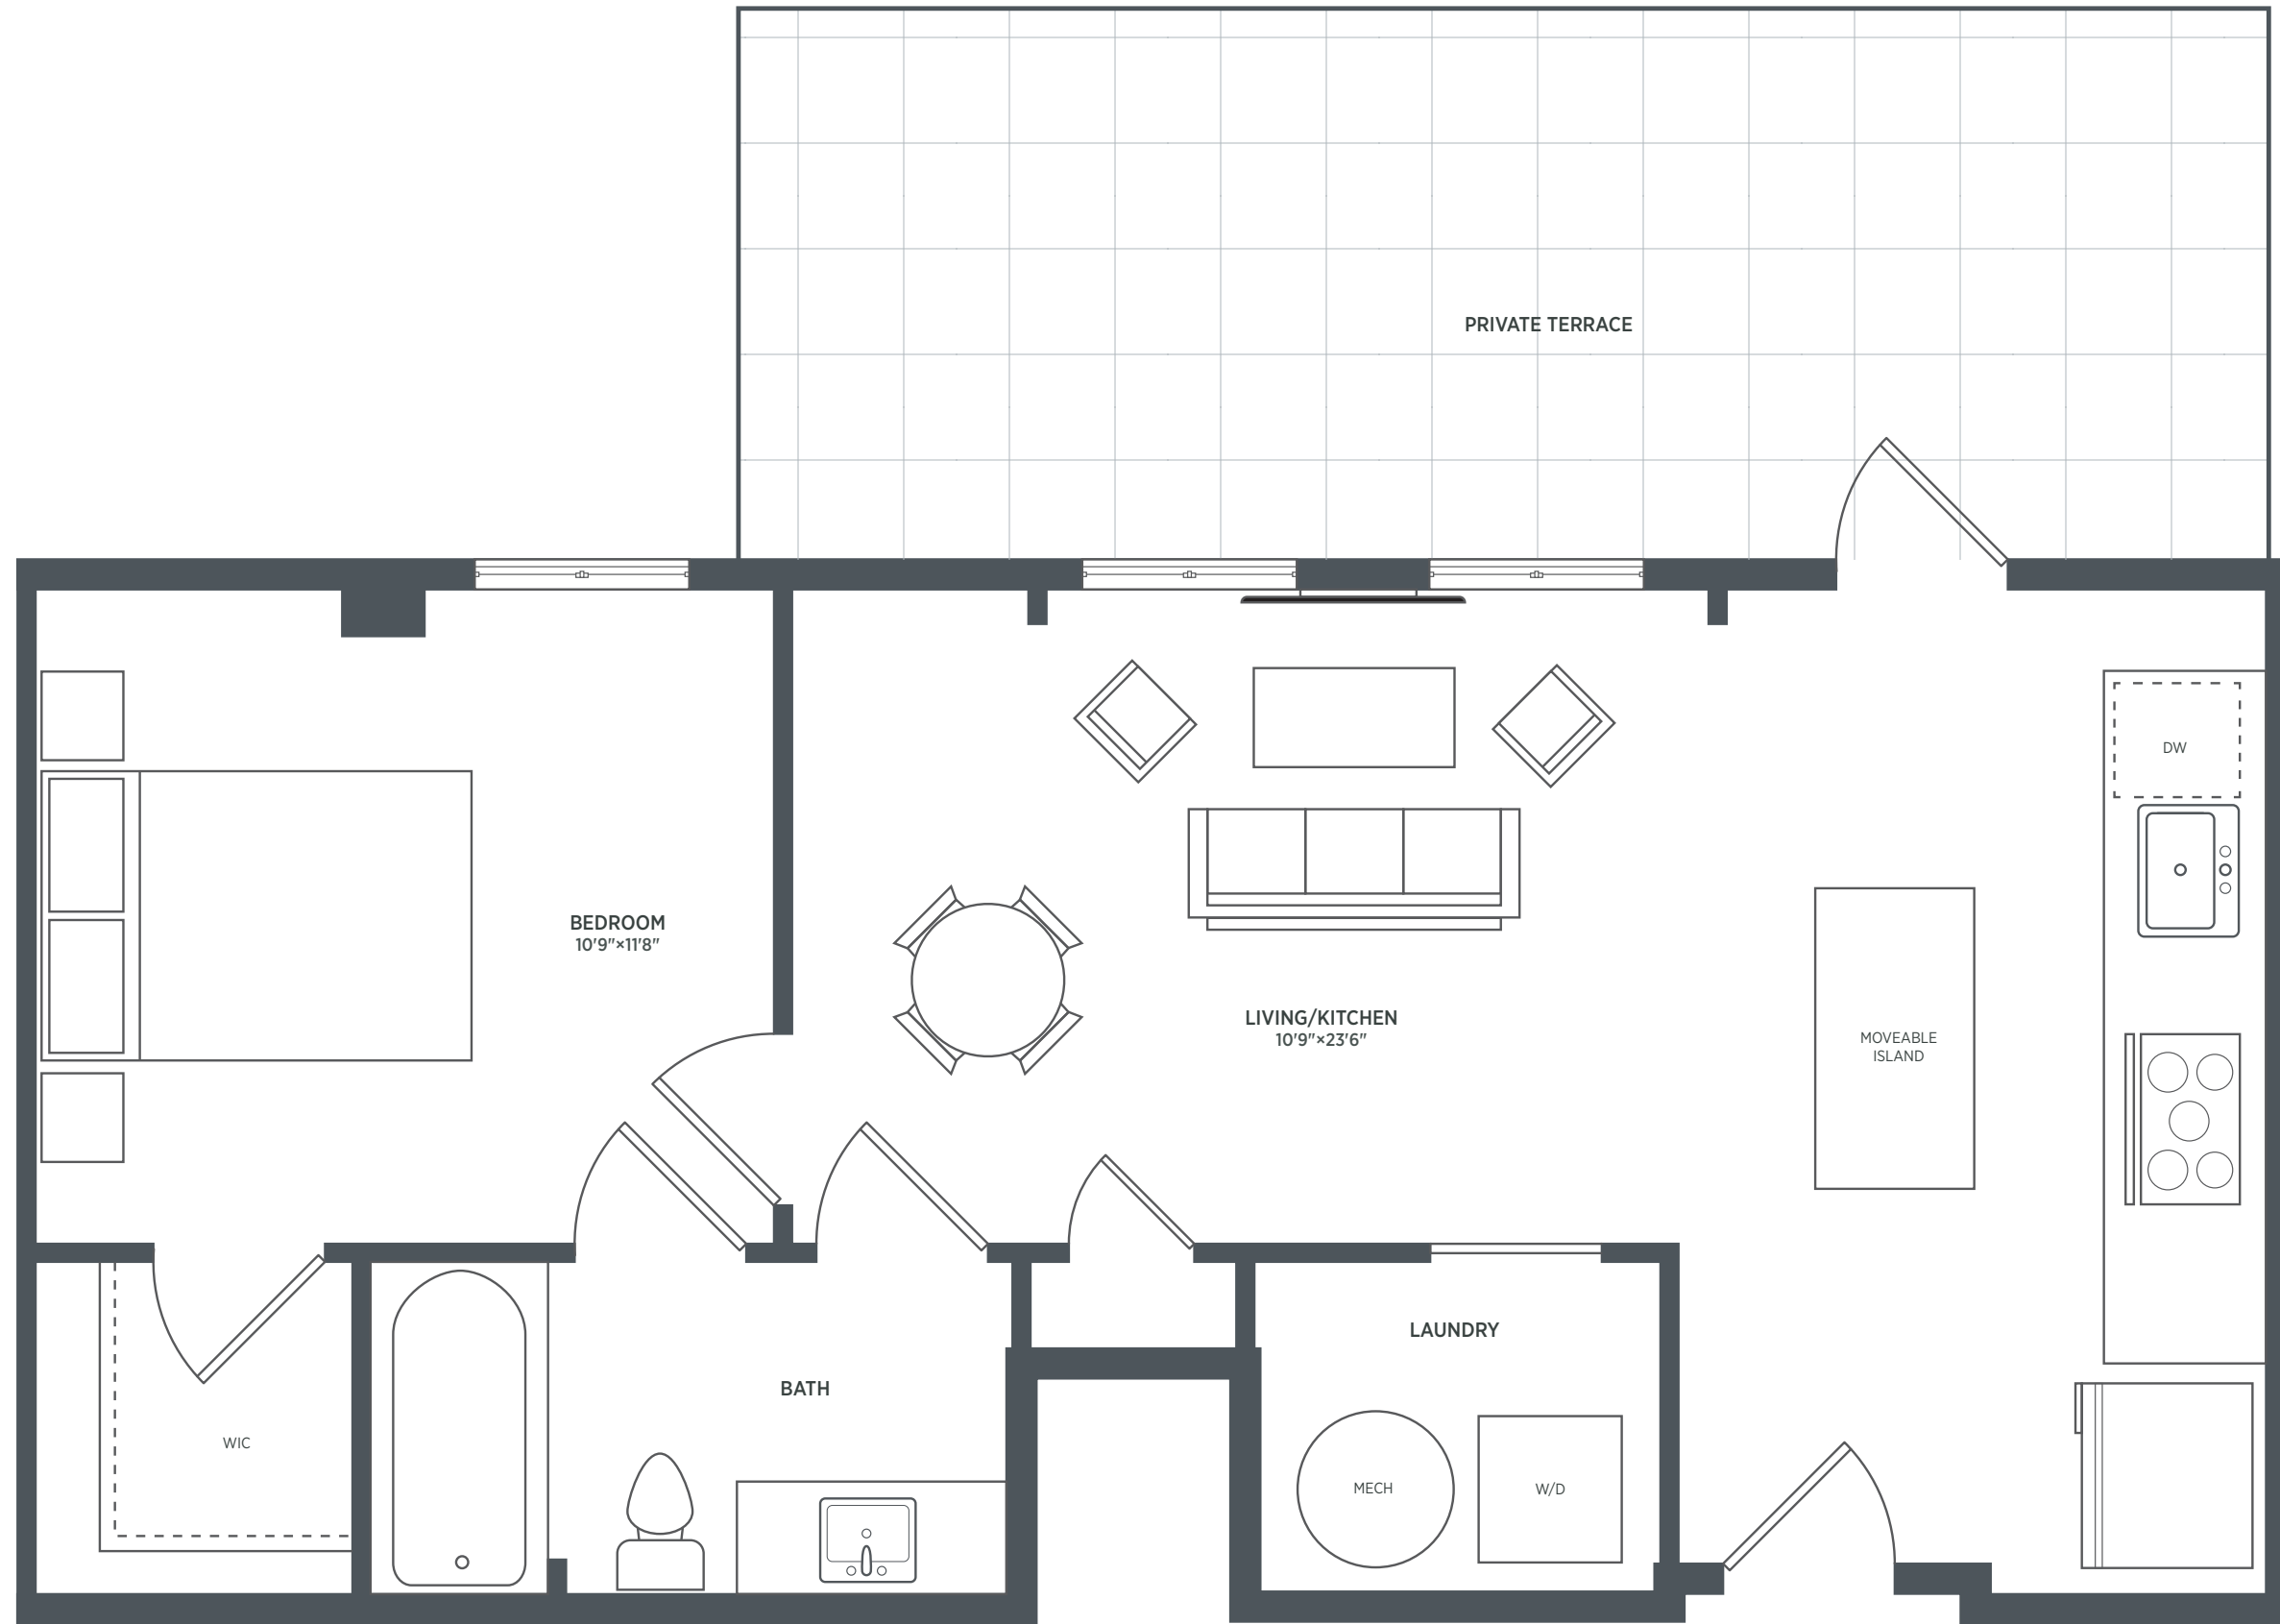 PRIVATE TERRACE
DW
BEDROOM
10'9"×11'8"
LIVING/KITCHEN
10'9"×23'6"
MOVEABLE
ISLAND
LAUNDRY
BATH
WIC
MECH
W/D